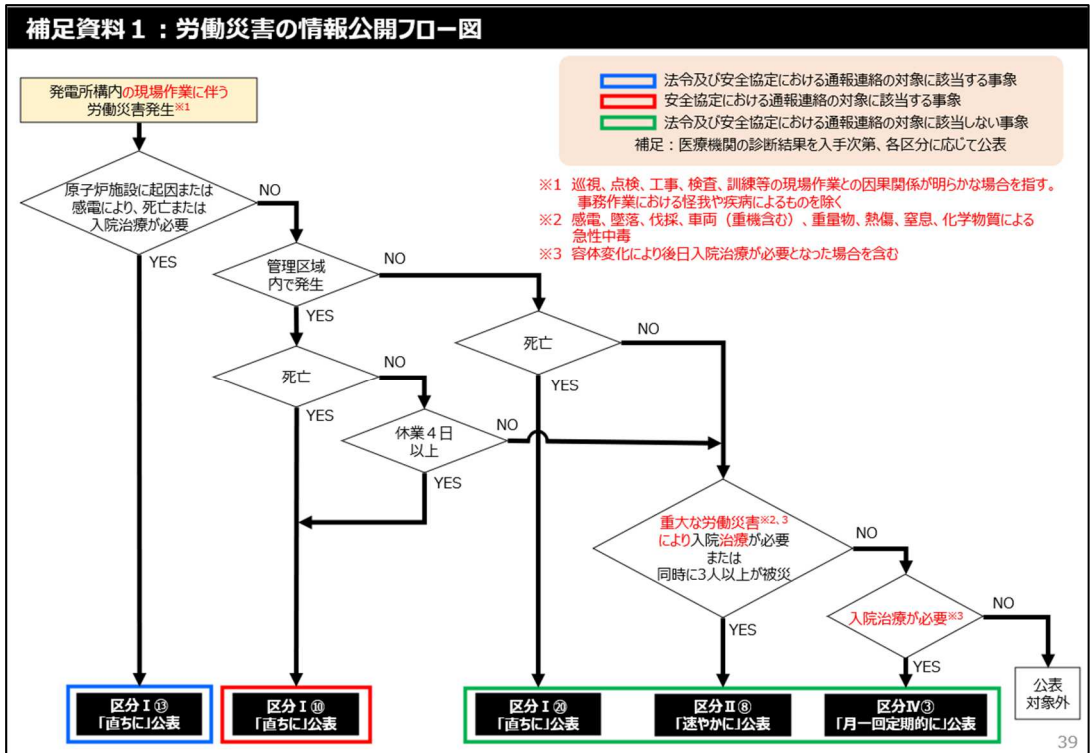 補足資料1：労働災害の情報公開フロー図
発電所構内の現場作業に伴う
労働災害発生※1
法令及び安全協定における通報連絡の対象に該当する事象
安全協定における通報連絡の対象に該当する事象
法令及び安全協定における通報連絡の対象に該当しない事象
補足：医療機関の診断結果を入手次第、各区分に応じて公表
※1 巡視、点検、工事、検査、訓練等の現場作業との因果関係が明らかな場合を指す。
事務作業における怪我や疾病によるものを除く
※2 感電、墜落、伐採、車両（重機含む）、重量物、熱傷、窒息、化学物質による
急性中毒
※3 容体変化により後日入院治療が必要となった場合を含む
原子炉施設に起因または
感電により、死亡または
入院治療が必要
NO
YES
管理区域
内で発生
NO
YES
死亡
NO
YES
死亡
NO
YES
休業4日
以上
NO
YES
重大な労働災害※2, 3
により入院治療が必要
または
同時に3人以上が被災
NO
YES
入院治療が必要※3
NO
YES
区分Ⅰ⑬
「直ちに」公表
区分Ⅰ⑩
「直ちに」公表
区分Ⅰ⑳
「直ちに」公表
区分Ⅱ⑧
「速やかに」公表
区分Ⅳ③
「月一回定期的に」公表
公表
対象外
39